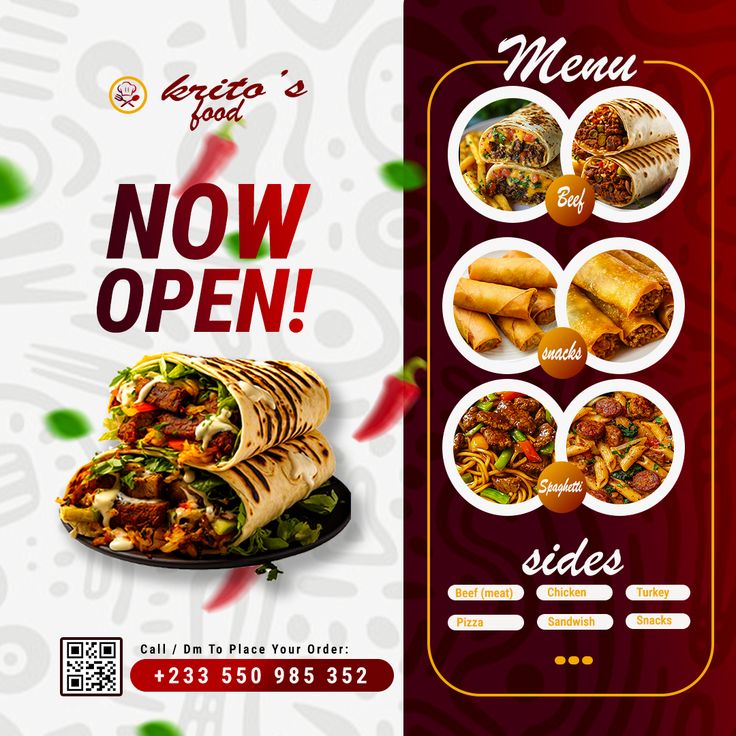 krito's
food
NOW
OPEN!
Call / Dm To Place Your Order:
+233 550 985 352
Menu
Beef
snacks
Spaghetti
sides
Beef (meat) Chicken Turkey
Pizza Sandwish Snacks